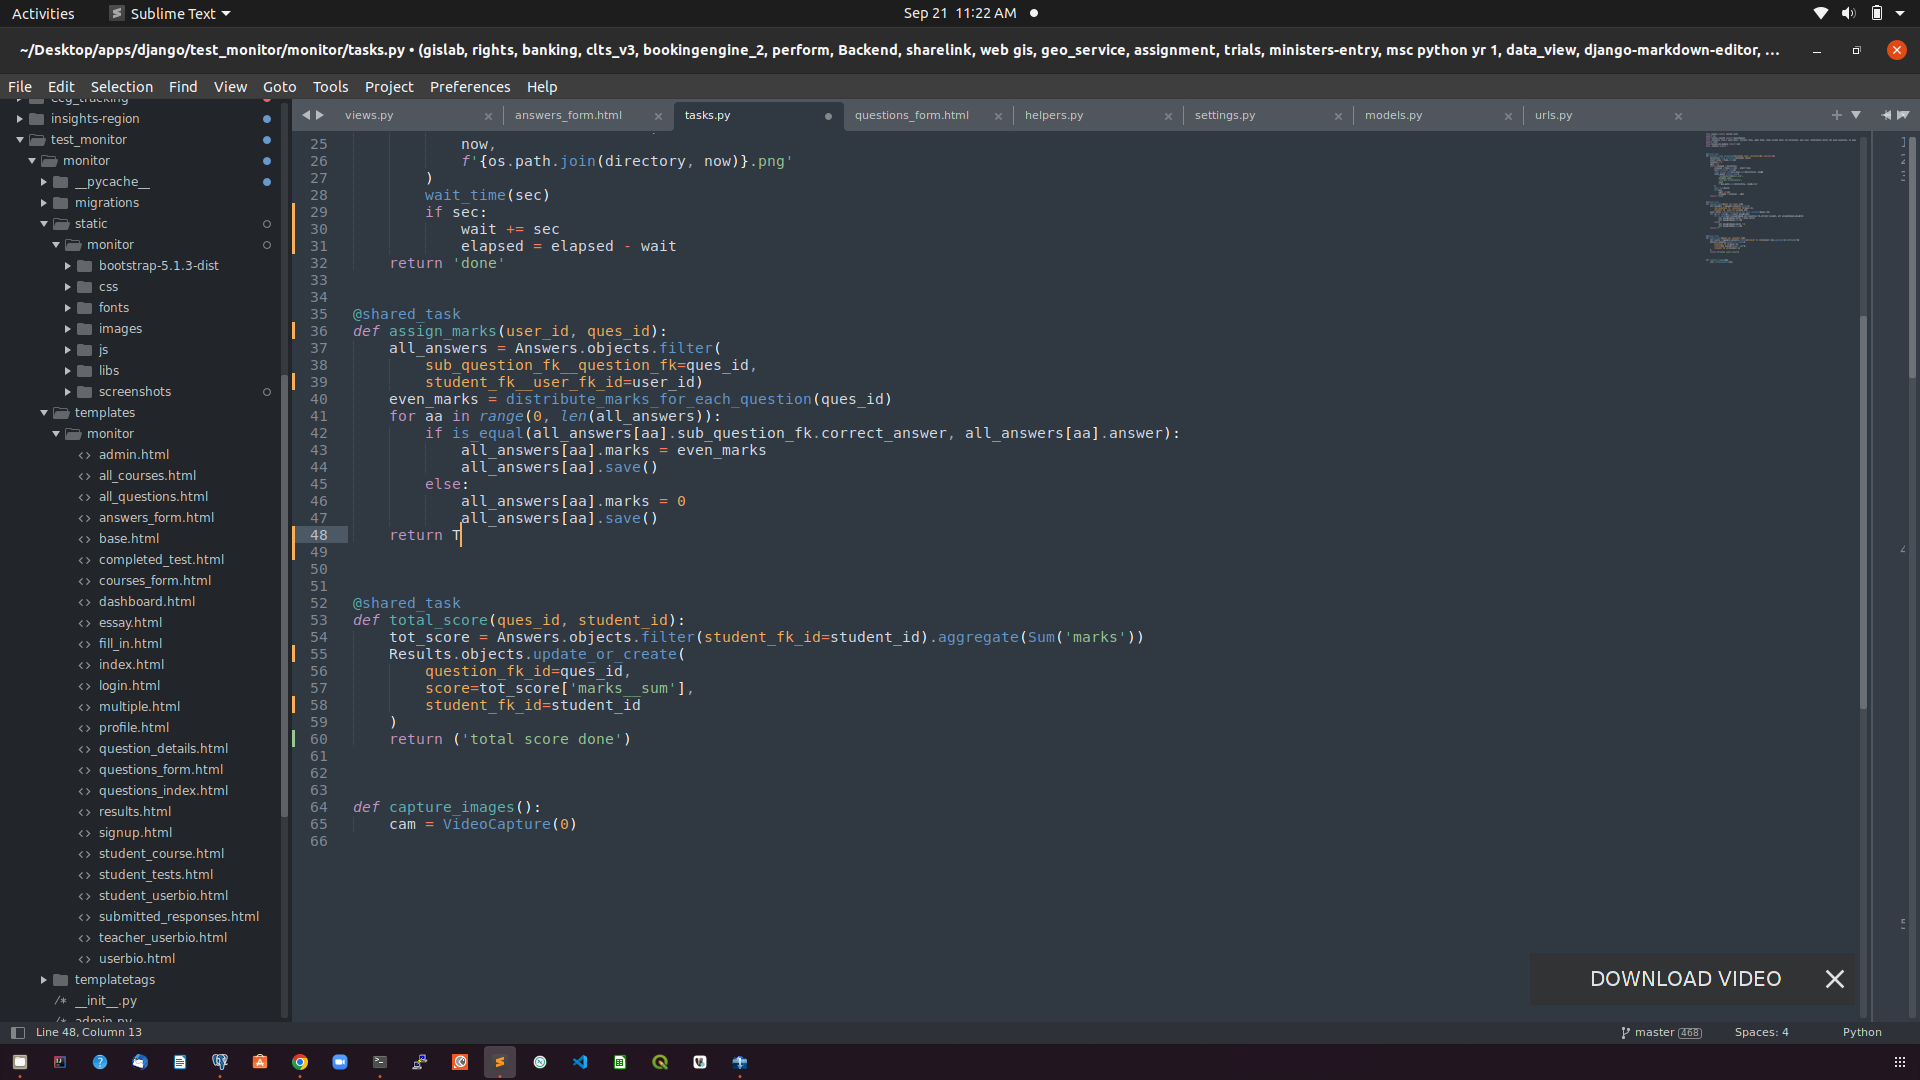 Activities
Sublime Text
Sep 21 11:22 AM
~/Desktop/apps/django/test_monitor/monitor/tasks.py • (gislab, rights, banking, clts_v3, bookingengine_2, perform, Backend, sharelink, web gis, geo_service, assignment, trials, ministers-entry, msc python yr 1, data_view, django-markdown-editor, ...
File Edit Selection Find View Goto Tools Project Preferences Help
views.py
answers_form.html
tasks.py
questions_form.html
helpers.py
settings.py
models.py
urls.py
insights-region
test_monitor
monitor
__pycache__
migrations
static
monitor
bootstrap-5.1.3-dist
css
fonts
images
js
libs
screenshots
templates
monitor
admin.html
all_courses.html
all_questions.html
answers_form.html
base.html
completed_test.html
courses_form.html
dashboard.html
essay.html
fill_in.html
index.html
login.html
multiple.html
profile.html
question_details.html
questions_form.html
questions_index.html
results.html
signup.html
student_course.html
student_tests.html
student_userbio.html
submitted_responses.html
teacher_userbio.html
userbio.html
templatetags
/* __init__.py
/* admin.py
25 now,
26 f'{os.path.join(directory, now)}.png'
27 )
28 wait_time(sec)
29 if sec:
30 wait += sec
31 elapsed = elapsed - wait
32 return 'done'
33
34
35 @shared_task
36 def assign_marks(user_id, ques_id):
37 all_answers = Answers.objects.filter(
38 sub_question_fk__question_fk=ques_id,
39 student_fk__user_fk_id=user_id)
40 even_marks = distribute_marks_for_each_question(ques_id)
41 for aa in range(0, len(all_answers)):
42 if is_equal(all_answers[aa].sub_question_fk.correct_answer, all_answers[aa].answer):
43 all_answers[aa].marks = even_marks
44 all_answers[aa].save()
45 else:
46 all_answers[aa].marks = 0
47 all_answers[aa].save()
48 return T
49
50
51
52 @shared_task
53 def total_score(ques_id, student_id):
54 tot_score = Answers.objects.filter(student_fk_id=student_id).aggregate(Sum('marks'))
55 Results.objects.update_or_create(
56 question_fk_id=ques_id,
57 score=tot_score['marks__sum'],
58 student_fk_id=student_id
59 )
60 return ('total score done')
61
62
63
64 def capture_images():
65 cam = VideoCapture(0)
66
DOWNLOAD VIDEO
Line 48, Column 13
master 468
Spaces: 4
Python